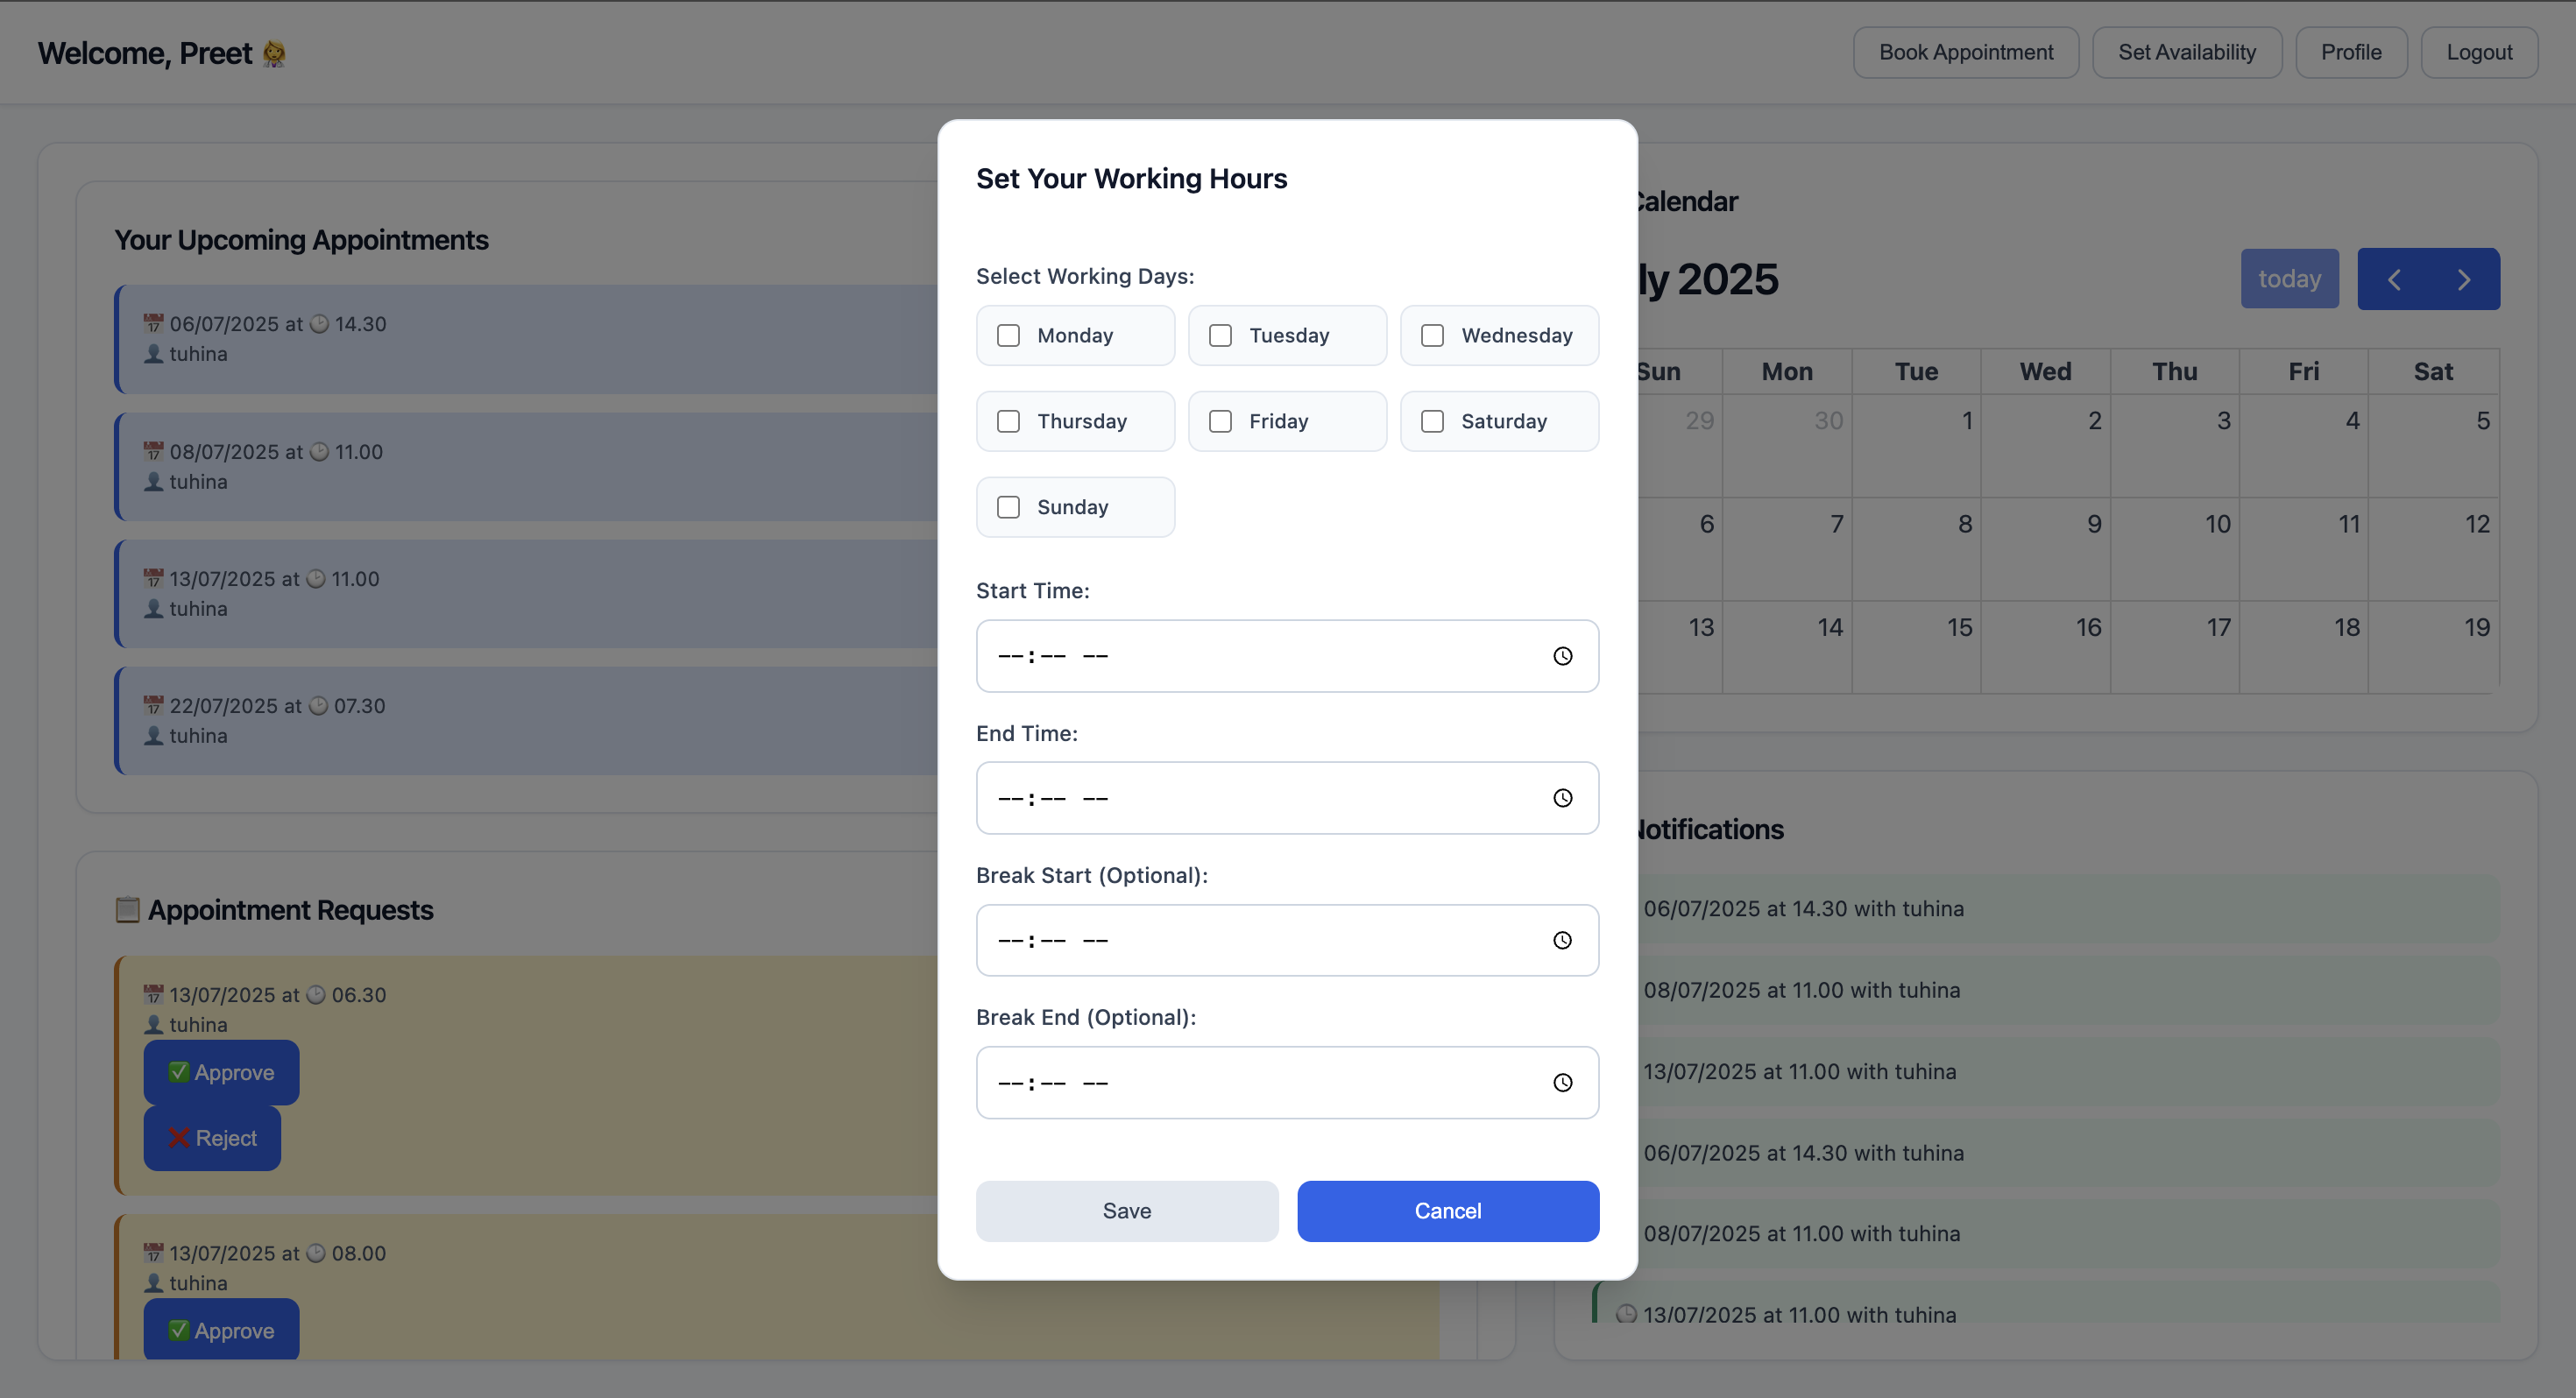 Welcome, Preet 👩‍⚕️
Book Appointment
Set Availability
Profile
Logout
Your Upcoming Appointments
📅 06/07/2025 at 🕒 14.30
👤 tuhina
📅 08/07/2025 at 🕒 11.00
👤 tuhina
📅 13/07/2025 at 🕒 11.00
👤 tuhina
📅 22/07/2025 at 🕒 07.30
👤 tuhina
📋 Appointment Requests
📅 13/07/2025 at 🕒 06.30
👤 tuhina
✅ Approve
❌ Reject
📅 13/07/2025 at 🕒 08.00
👤 tuhina
✅ Approve
Set Your Working Hours
Select Working Days:
Monday
Tuesday
Wednesday
Thursday
Friday
Saturday
Sunday
Start Time:
--:-- --
End Time:
--:-- --
Break Start (Optional):
--:-- --
Break End (Optional):
--:-- --
Save
Cancel
Calendar
ly 2025
today
Sun Mon Tue Wed Thu Fri Sat
29 30 1 2 3 4 5
6 7 8 9 10 11 12
13 14 15 16 17 18 19
Notifications
06/07/2025 at 14.30 with tuhina
08/07/2025 at 11.00 with tuhina
13/07/2025 at 11.00 with tuhina
06/07/2025 at 14.30 with tuhina
08/07/2025 at 11.00 with tuhina
🕒 13/07/2025 at 11.00 with tuhina